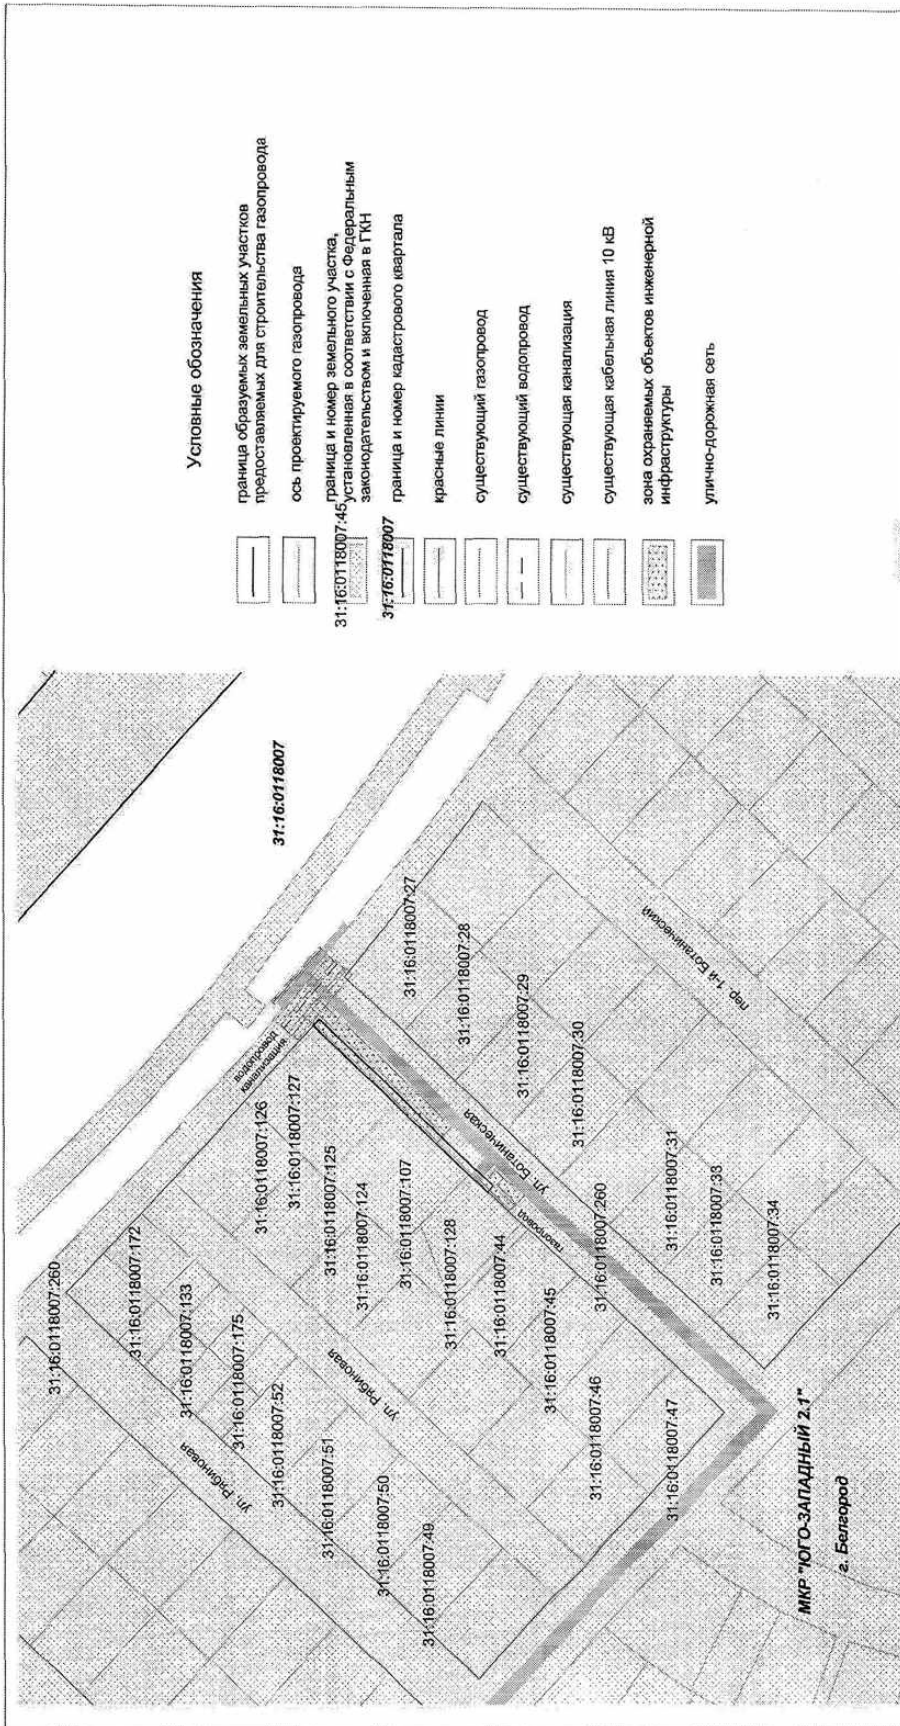 Условные обозначения
граница образуемых земельных участков
предоставляемых для строительства газопровода
ось проектируемого газопровода
31:16:0118007:45
граница и номер земельного участка,
установленная в соответствии с Федеральным
законодательством и включенная в ГКН
31:16:0118007
граница и номер кадастрового квартала
красные линии
существующий газопровод
существующий водопровод
существующая канализация
существующая кабельная линия 10 кВ
зона охраняемых объектов инженерной
инфраструктуры
улично-дорожная сеть
31:16:0118007
31:16:0118007:260
31:16:0118007:172
31:16:0118007:133
31:16:0118007:175
31:16:0118007:52
31:16:0118007:51
31:16:0118007:50
31:16:0118007:49
ул. Рябиновая
ул. Рябиновая
водопровод
канализация
31:16:0118007:126
31:16:0118007:127
31:16:0118007:125
31:16:0118007:124
31:16:0118007:107
31:16:0118007:128
31:16:0118007:44
31:16:0118007:45
31:16:0118007:46
31:16:0118007:47
газопровод
ул. Ботаническая
31:16:0118007:260
31:16:0118007:27
31:16:0118007:28
31:16:0118007:29
31:16:0118007:30
31:16:0118007:31
31:16:0118007:33
31:16:0118007:34
пер. 1-й Ботанический
МКР "ЮГО-ЗАПАДНЫЙ 2.1"
г. Белгород